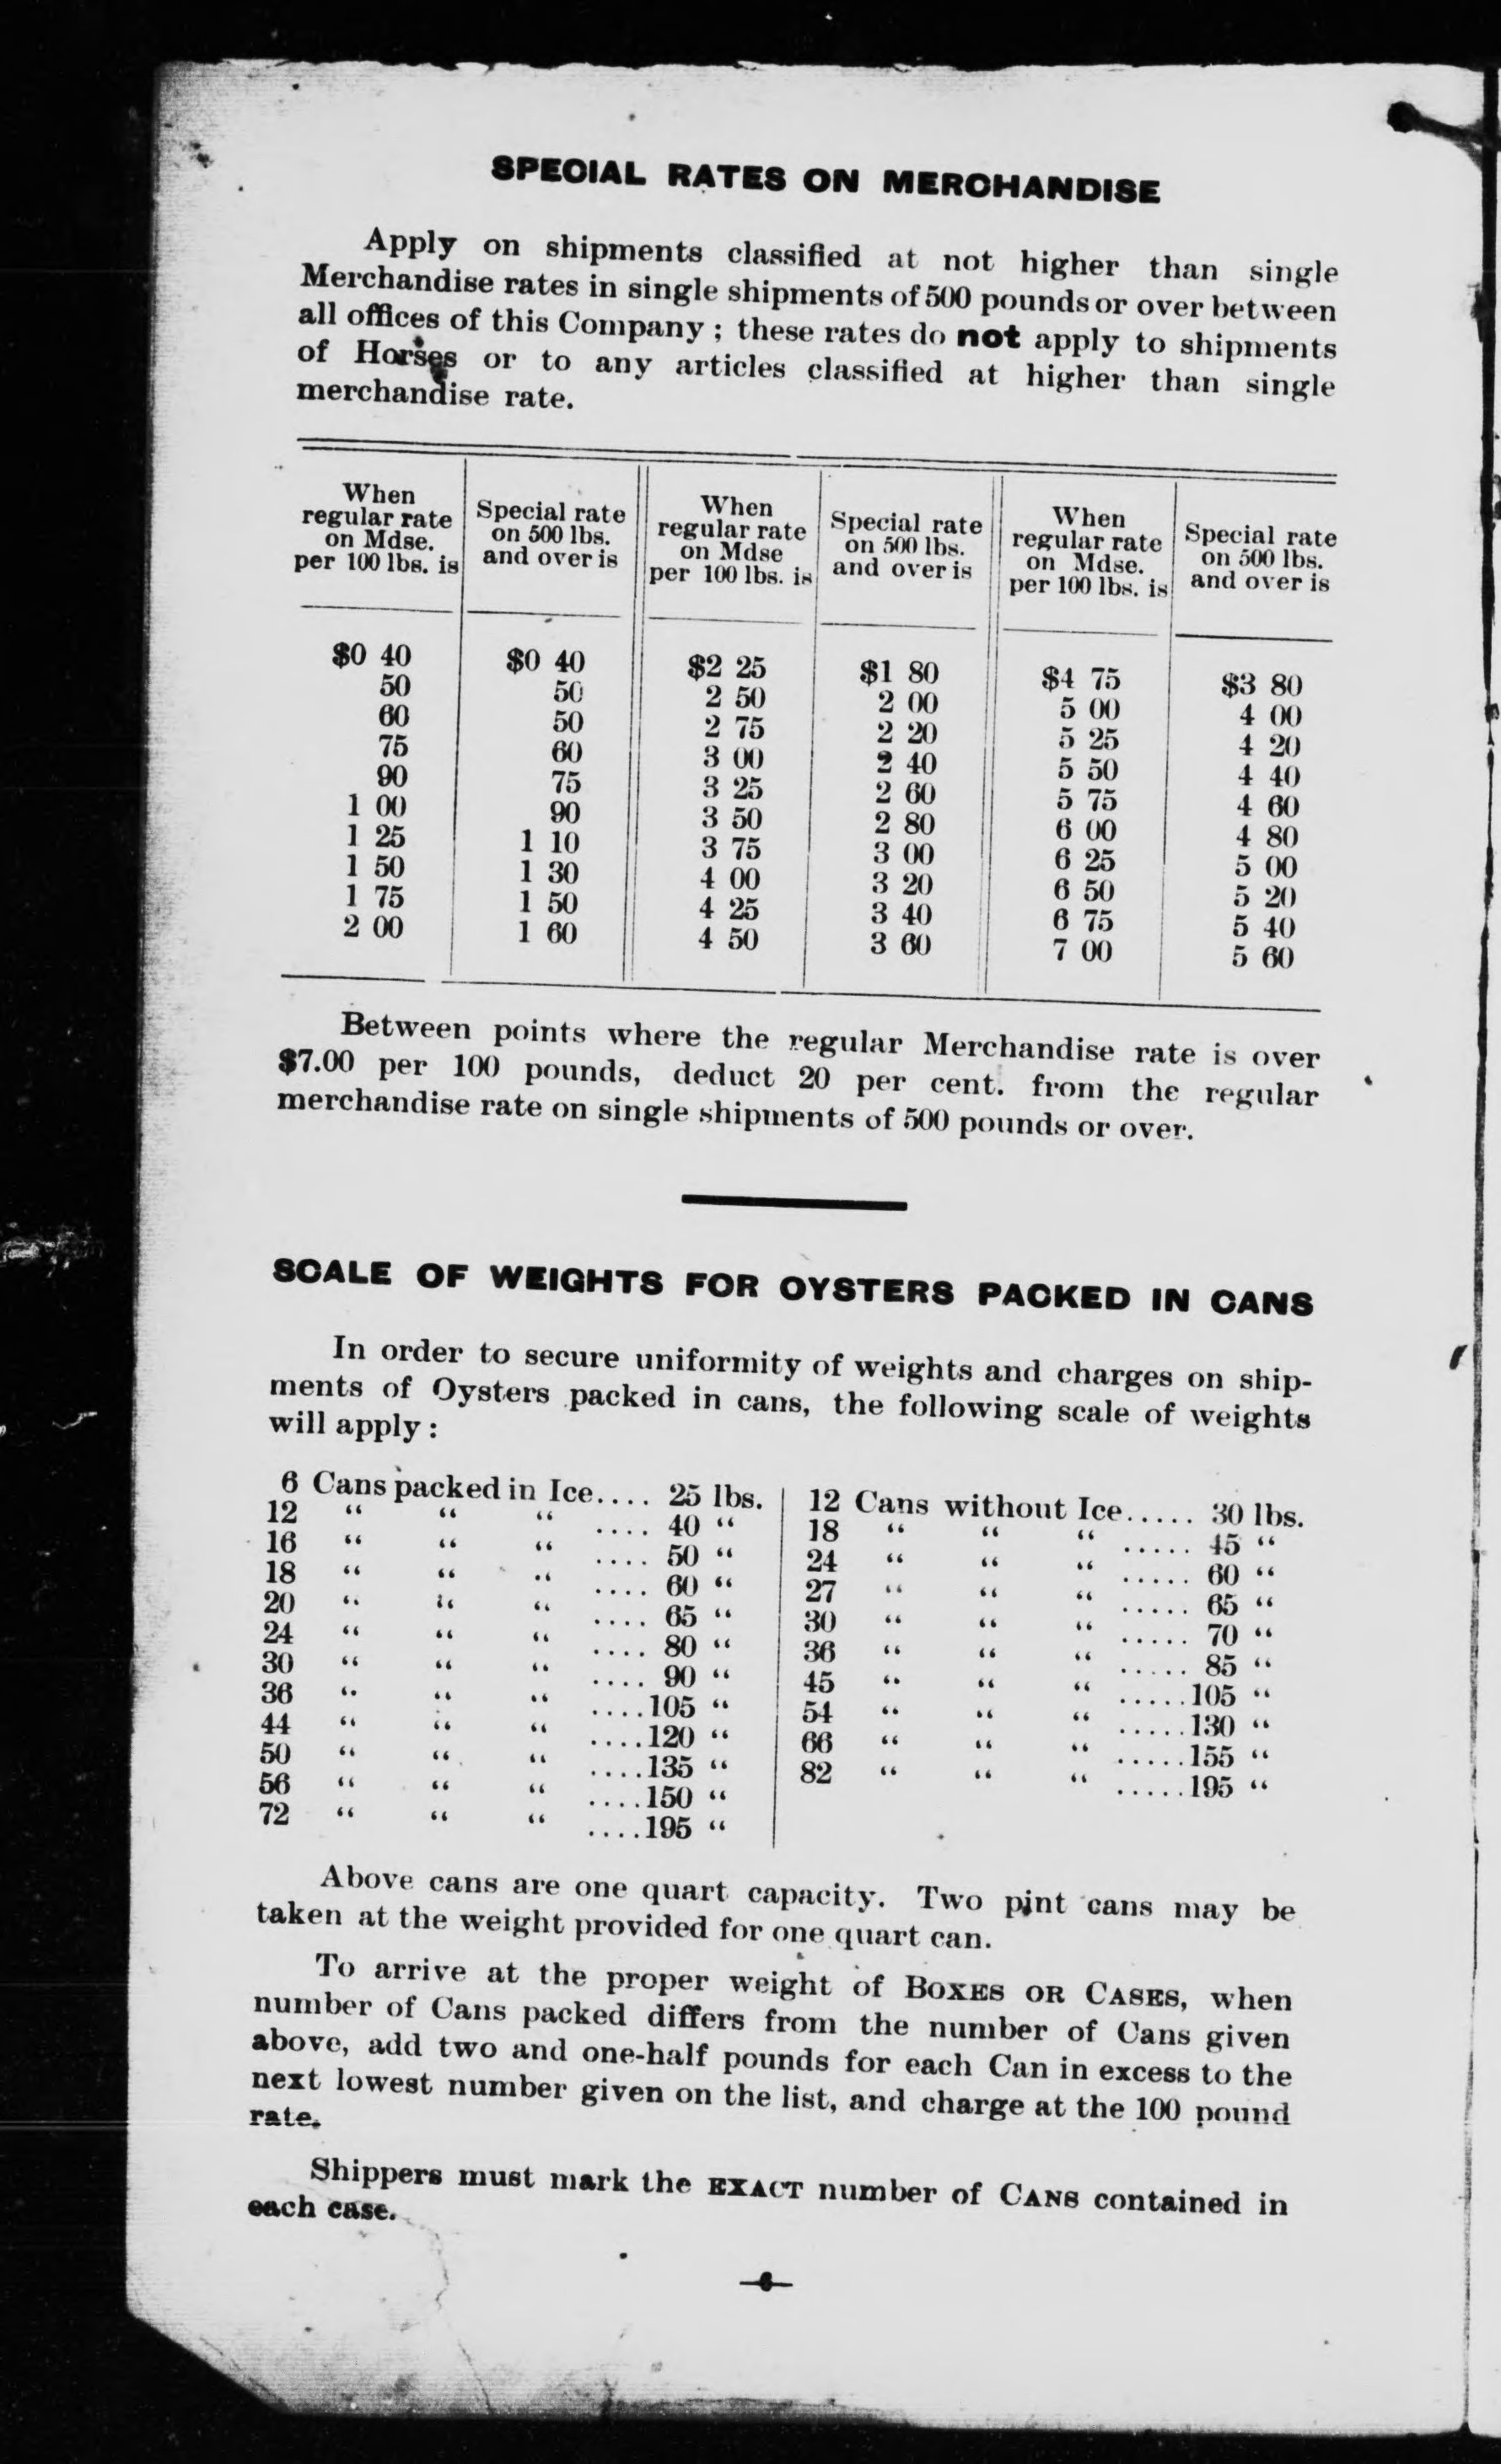 SPECIAL RATES ON MERCHANDISE
Apply on shipments classified at not higher than single
Merchandise rates in single shipments of 500 pounds or over between
all offices of this Company ; these rates do not apply to shipments
of Horses or to any articles classified at higher than single
merchandise rate.
When regular rate on Mdse. per 100 lbs. is | Special rate on 500 lbs. and over is | When regular rate on Mdse per 100 lbs. is | Special rate on 500 lbs. and over is | When regular rate on Mdse. per 100 lbs. is | Special rate on 500 lbs. and over is
$0 40 | $0 40 | $2 25 | $1 80 | $4 75 | $3 80
50 | 50 | 2 50 | 2 00 | 5 00 | 4 00
60 | 50 | 2 75 | 2 20 | 5 25 | 4 20
75 | 60 | 3 00 | 2 40 | 5 50 | 4 40
90 | 75 | 3 25 | 2 60 | 5 75 | 4 60
1 00 | 90 | 3 50 | 2 80 | 6 00 | 4 80
1 25 | 1 10 | 3 75 | 3 00 | 6 25 | 5 00
1 50 | 1 30 | 4 00 | 3 20 | 6 50 | 5 20
1 75 | 1 50 | 4 25 | 3 40 | 6 75 | 5 40
2 00 | 1 60 | 4 50 | 3 60 | 7 00 | 5 60
Between points where the regular Merchandise rate is over
$7.00 per 100 pounds, deduct 20 per cent. from the regular
merchandise rate on single shipments of 500 pounds or over.
SCALE OF WEIGHTS FOR OYSTERS PACKED IN CANS
In order to secure uniformity of weights and charges on ship-
ments of Oysters packed in cans, the following scale of weights
will apply :
6 Cans packed in Ice.... 25 lbs.
12 “ “ “ .... 40 “
16 “ “ “ .... 50 “
18 “ “ “ .... 60 “
20 “ “ “ .... 65 “
24 “ “ “ .... 80 “
30 “ “ “ .... 90 “
36 “ “ “ ....105 “
44 “ “ “ ....120 “
50 “ “ “ ....135 “
56 “ “ “ ....150 “
72 “ “ “ ....195 “
12 Cans without Ice..... 30 lbs.
18 “ “ “ ..... 45 “
24 “ “ “ ..... 60 “
27 “ “ “ ..... 65 “
30 “ “ “ ..... 70 “
36 “ “ “ ..... 85 “
45 “ “ “ .....105 “
54 “ “ “ .....130 “
66 “ “ “ .....155 “
82 “ “ “ .....195 “
Above cans are one quart capacity. Two pint cans may be
taken at the weight provided for one quart can.
To arrive at the proper weight of BOXES OR CASES, when
number of Cans packed differs from the number of Cans given
above, add two and one-half pounds for each Can in excess to the
next lowest number given on the list, and charge at the 100 pound
rate.
Shippers must mark the EXACT number of CANS contained in
each case.
—6—